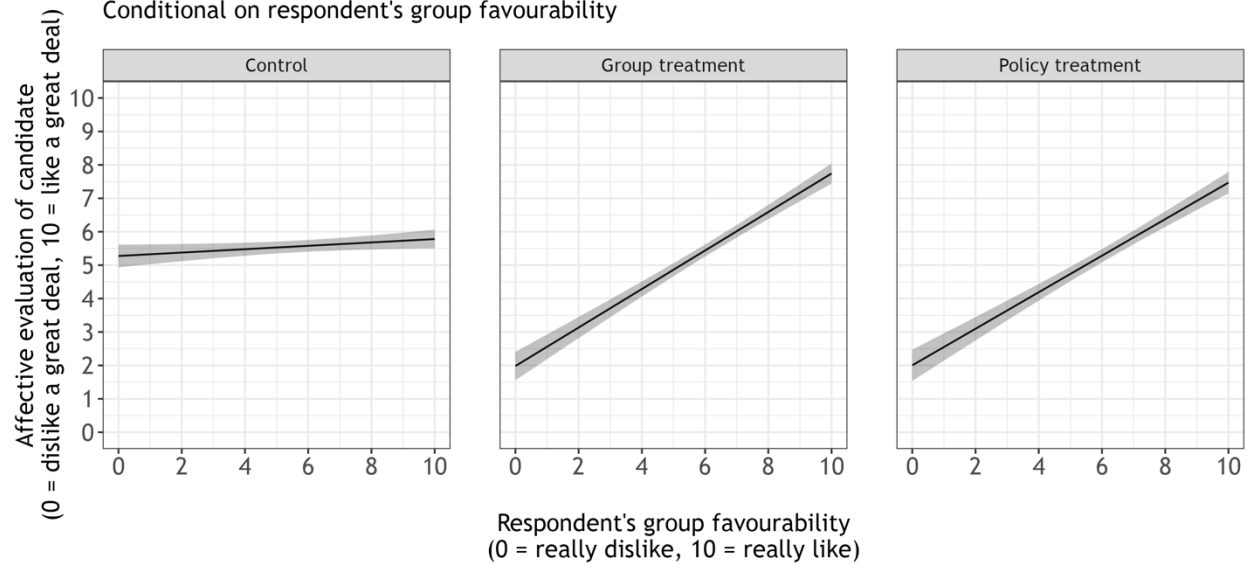 Conditional on respondent's group favourability
Affective evaluation of candidate
(0 = dislike a great deal, 10 = like a great deal)
Control
Group treatment
Policy treatment
10
9
8
7
6
5
4
3
2
1
0
0 2 4 6 8 10
0 2 4 6 8 10
0 2 4 6 8 10
Respondent's group favourability
(0 = really dislike, 10 = really like)